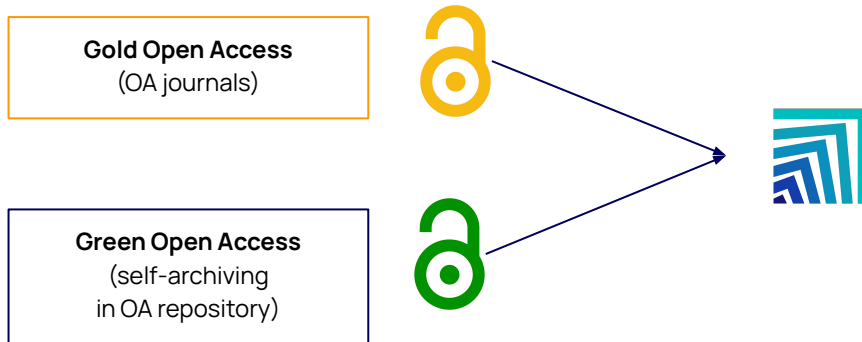 Gold Open Access
(OA journals)
Green Open Access
(self-archiving
in OA repository)